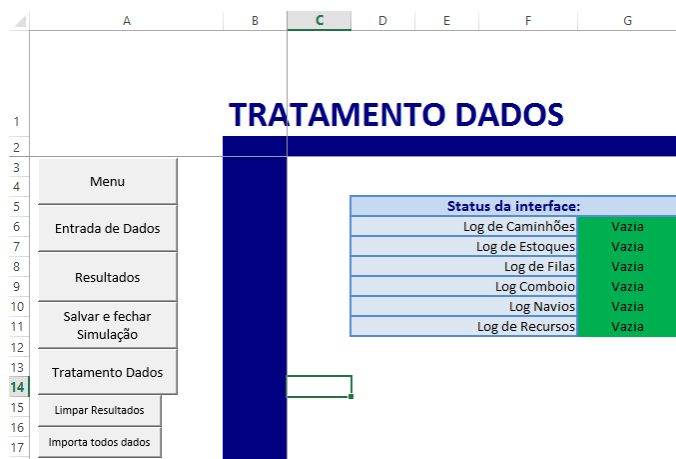 A B C D E F G
1 TRATAMENTO DADOS
2
3
4
Menu
5 Status da interface:
6 Log de Caminhões Vazia
Entrada de Dados
7 Log de Estoques Vazia
8 Log de Filas Vazia
Resultados
9 Log Comboio Vazia
10 Log Navios Vazia
Salvar e fechar
11 Log de Recursos Vazia
Simulação
12
13
Tratamento Dados
14
15 Limpar Resultados
16
17 Importa todos dados